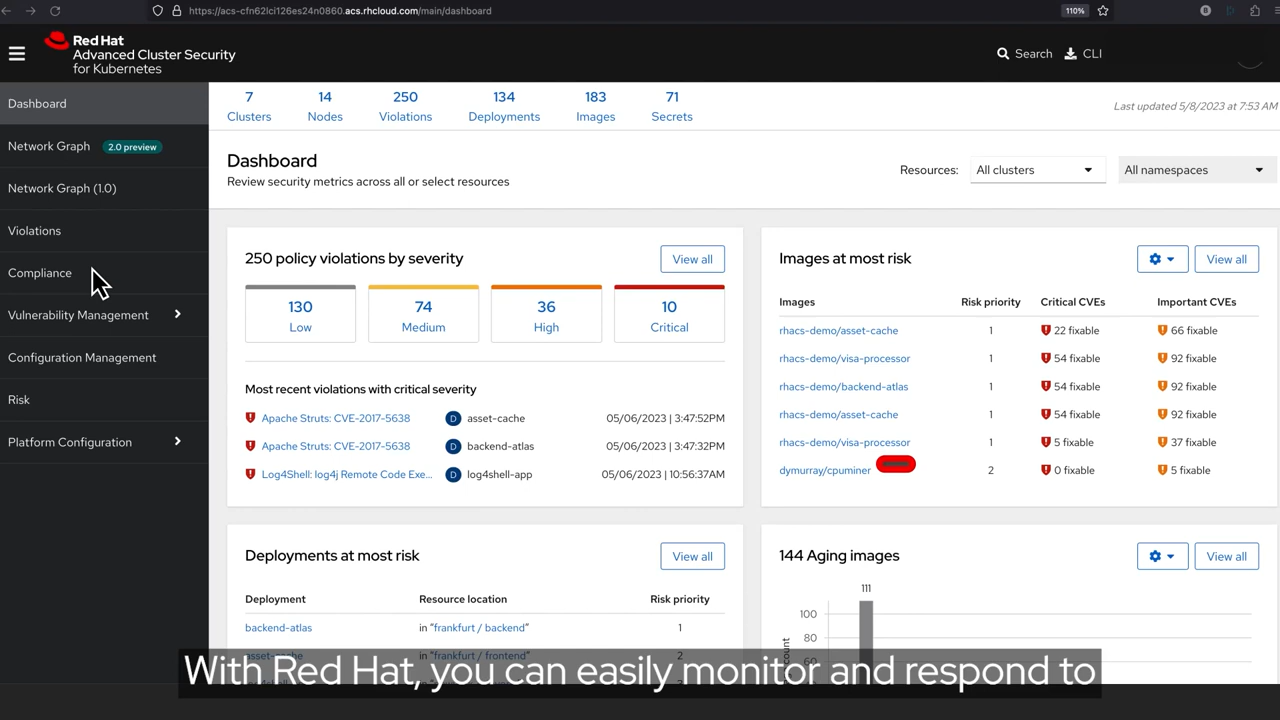 https://acs-cfn62lci126es24n0860.acs.rhcloud.com/main/dashboard
110%
Red Hat
Advanced Cluster Security
for Kubernetes
Search
CLI
Dashboard
Network Graph 2.0 preview
Network Graph (1.0)
Violations
Compliance
Vulnerability Management
Configuration Management
Risk
Platform Configuration
7 14 250 134 183 71
Clusters Nodes Violations Deployments Images Secrets
Last updated 5/8/2023 at 7:53 AM
Dashboard
Review security metrics across all or select resources
Resources: All clusters All namespaces
250 policy violations by severity View all
130 74 36 10
Low Medium High Critical
Most recent violations with critical severity
Apache Struts: CVE-2017-5638 D asset-cache 05/06/2023 | 3:47:52PM
Apache Struts: CVE-2017-5638 D backend-atlas 05/06/2023 | 3:47:32PM
Log4Shell: log4j Remote Code Exe... D log4shell-app 05/06/2023 | 10:56:37AM
Images at most risk View all
Images Risk priority Critical CVEs Important CVEs
rhacs-demo/asset-cache 1 22 fixable 66 fixable
rhacs-demo/visa-processor 1 54 fixable 92 fixable
rhacs-demo/backend-atlas 1 54 fixable 92 fixable
rhacs-demo/asset-cache 1 54 fixable 92 fixable
rhacs-demo/visa-processor 1 5 fixable 37 fixable
dymurray/cpuminer 2 0 fixable 5 fixable
Deployments at most risk View all
Deployment Resource location Risk priority
backend-atlas in “frankfurt / backend” 1
asset-cache in “frankfurt / frontend” 2
144 Aging images View all
111
100
80
60
With Red Hat, you can easily monitor and respond to